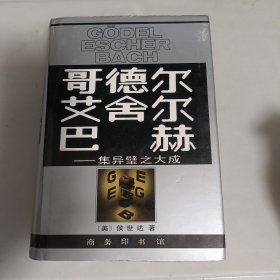 GÖDEL
ESCHER
BACH
哥德尔
艾舍尔
巴赫
——集异璧之大成
〔美〕侯世达 著
商务印书馆